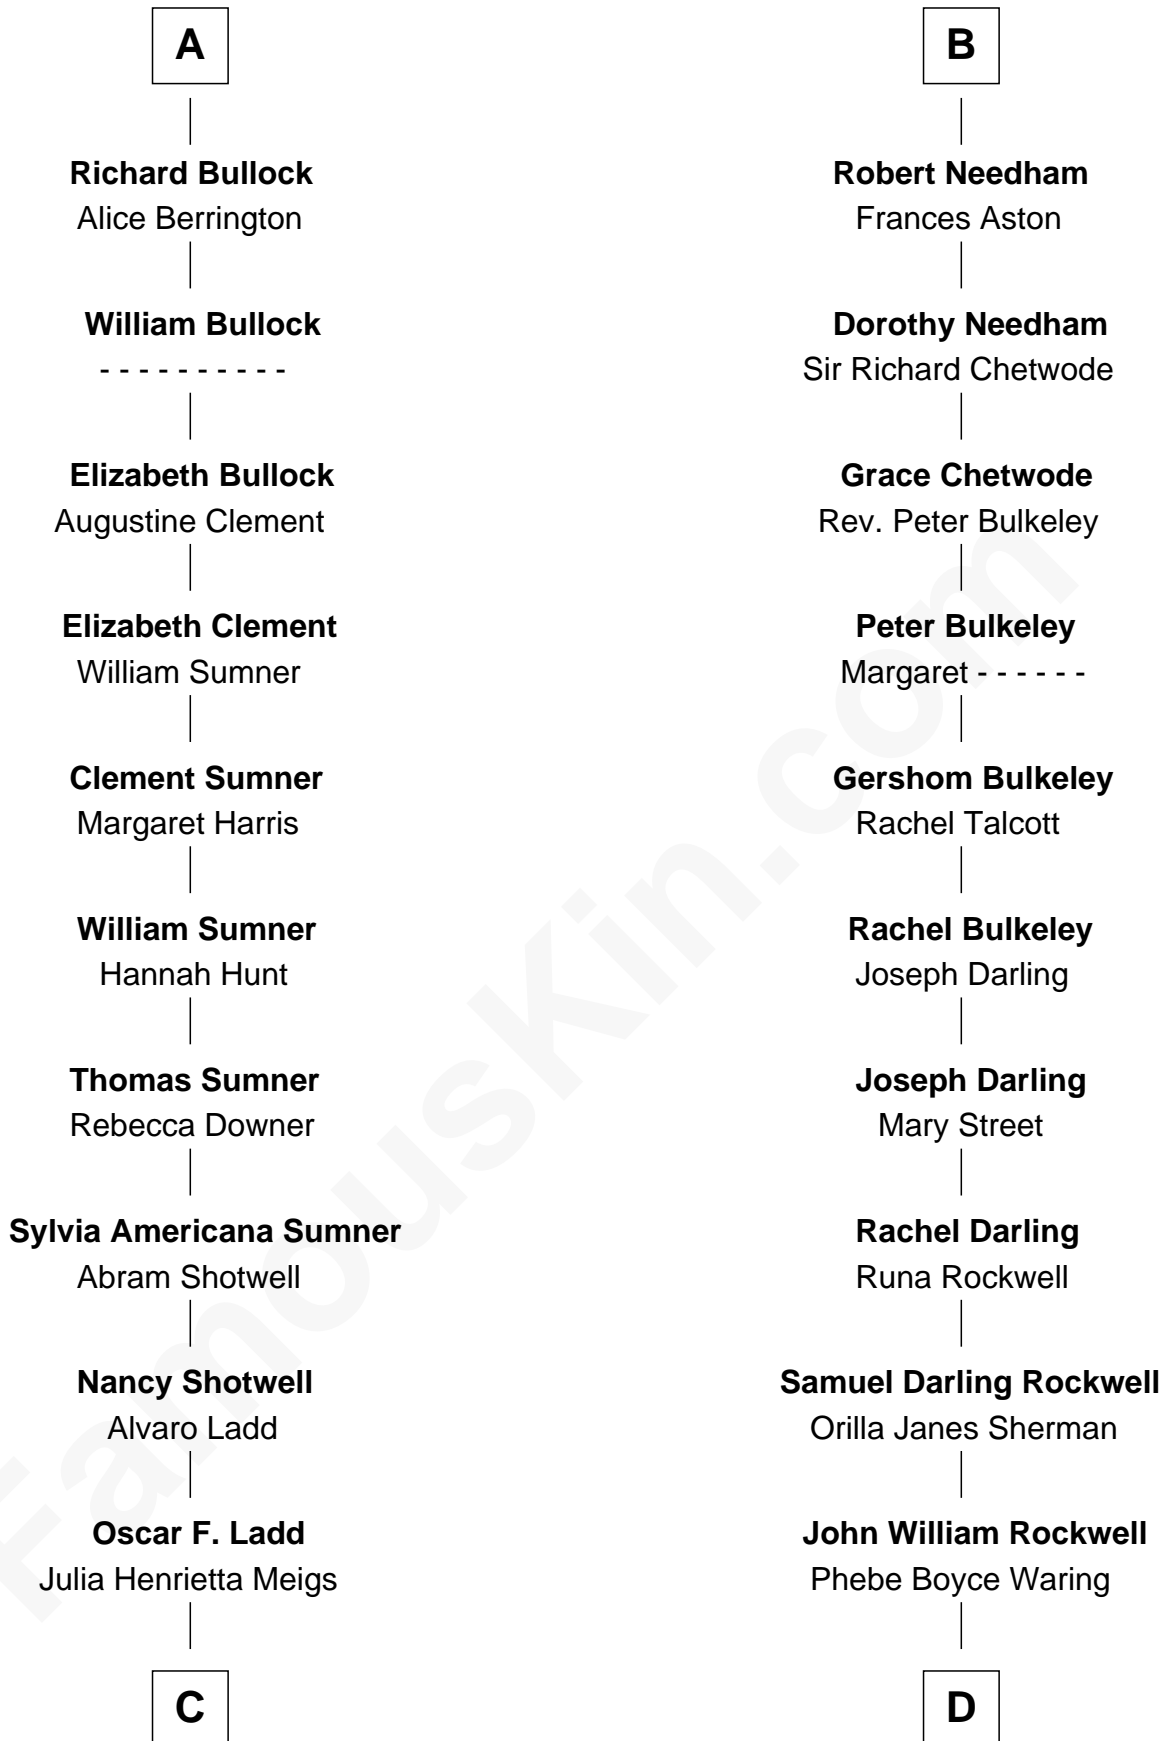 A
Richard Bullock
Alice Berrington
William Bullock
- - - - - - - - - -
Elizabeth Bullock
Augustine Clement
Elizabeth Clement
William Sumner
Clement Sumner
Margaret Harris
William Sumner
Hannah Hunt
Thomas Sumner
Rebecca Downer
Sylvia Americana Sumner
Abram Shotwell
Nancy Shotwell
Alvaro Ladd
Oscar F. Ladd
Julia Henrietta Meigs
C
B
Robert Needham
Frances Aston
Dorothy Needham
Sir Richard Chetwode
Grace Chetwode
Rev. Peter Bulkeley
Peter Bulkeley
Margaret - - - - - -
Gershom Bulkeley
Rachel Talcott
Rachel Bulkeley
Joseph Darling
Joseph Darling
Mary Street
Rachel Darling
Runa Rockwell
Samuel Darling Rockwell
Orilla Janes Sherman
John William Rockwell
Phebe Boyce Waring
D
FamousKin.com